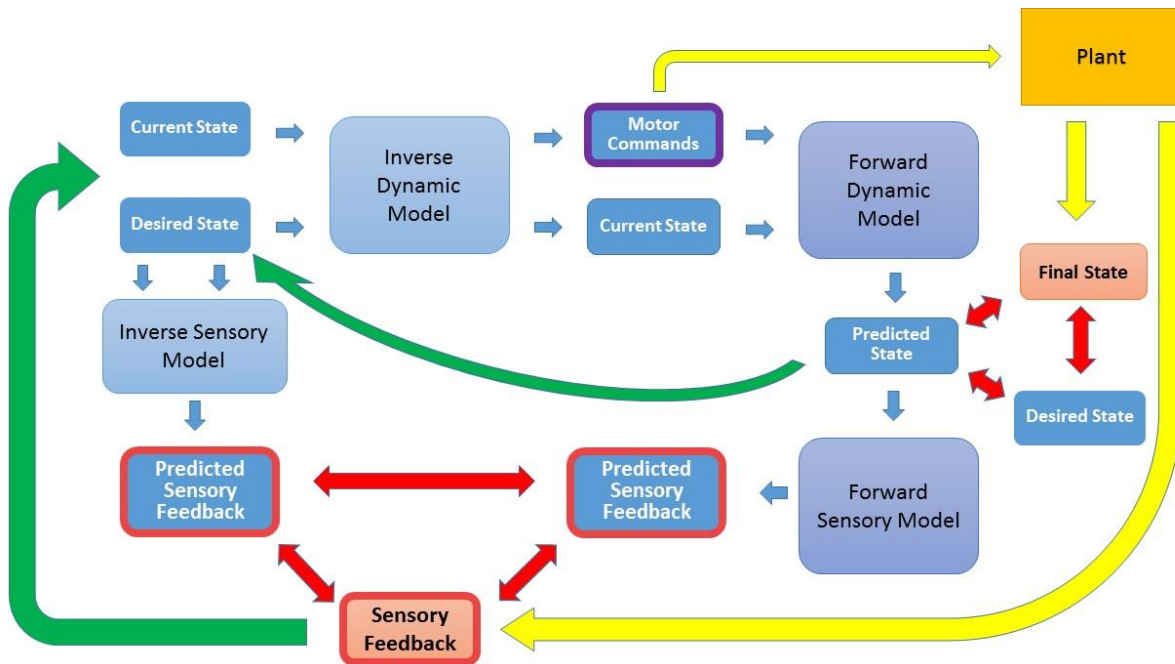 Plant
Current State
Inverse
Dynamic
Model
Motor
Commands
Forward
Dynamic
Model
Desired State
Current State
Final State
Inverse Sensory
Model
Predicted
State
Desired State
Predicted
Sensory
Feedback
Predicted
Sensory
Feedback
Forward
Sensory Model
Sensory
Feedback